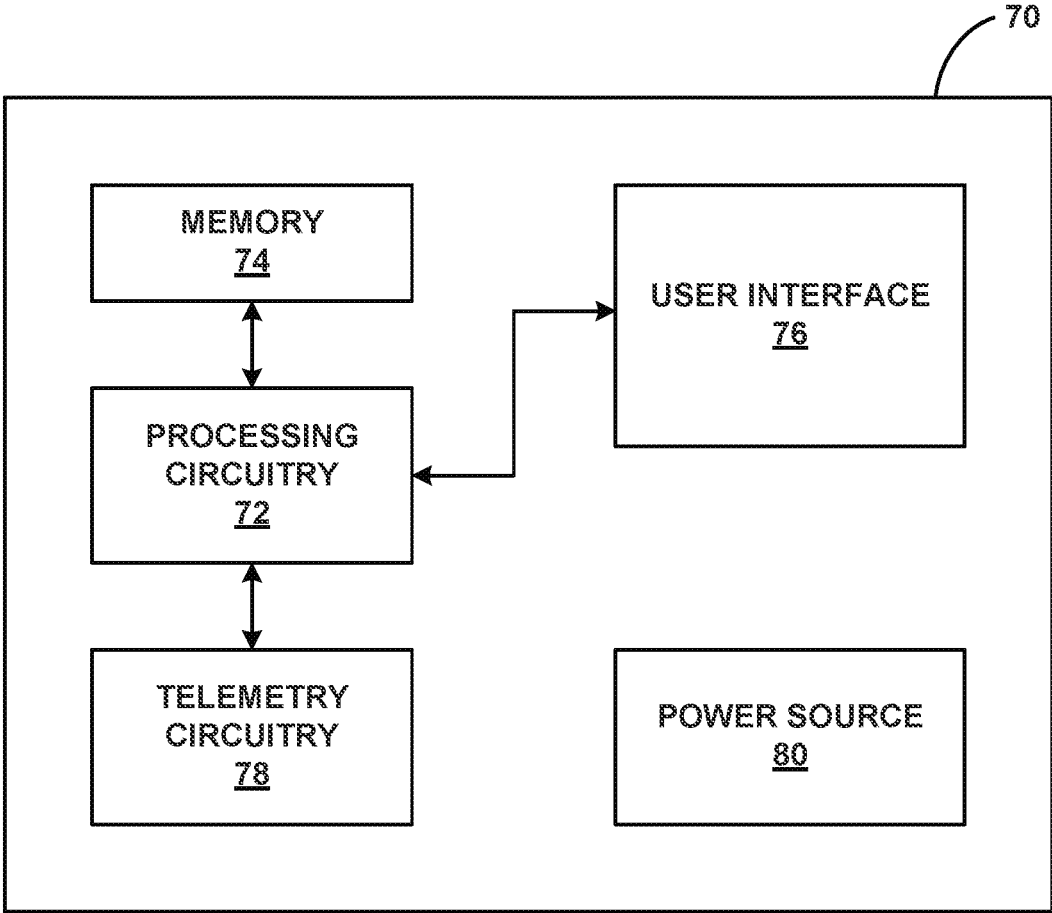 70
MEMORY
74
USER INTERFACE
76
PROCESSING
CIRCUITRY
72
TELEMETRY
CIRCUITRY
78
POWER SOURCE
80